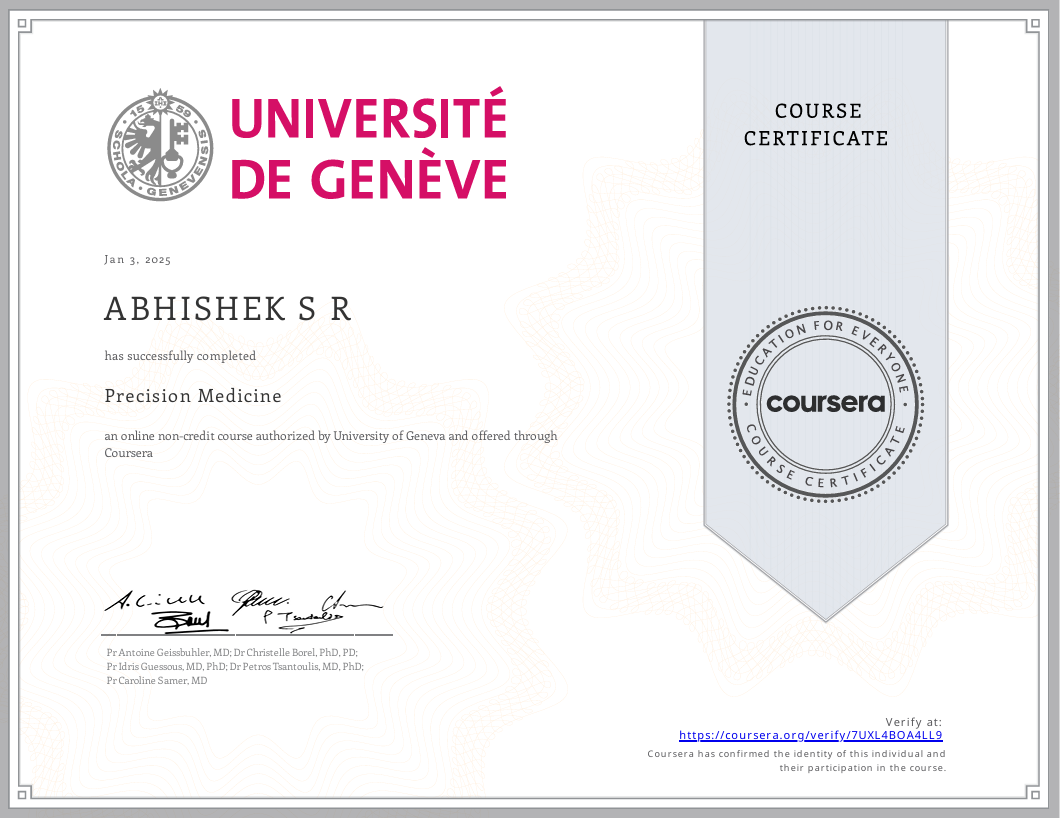 UNIVERSITÉ
DE GENÈVE
15 59
SCHOLA · GENEVENSIS
COURSE
CERTIFICATE
Jan 3, 2025
ABHISHEK S R
has successfully completed
Precision Medicine
an online non-credit course authorized by University of Geneva and offered through
Coursera
EDUCATION FOR EVERYONE
coursera
COURSE CERTIFICATE
Pr Antoine Geissbuhler, MD; Dr Christelle Borel, PhD, PD;
Pr Idris Guessous, MD, PhD; Dr Petros Tsantoulis, MD, PhD;
Pr Caroline Samer, MD
Verify at:
https://coursera.org/verify/7UXL4BOA4LL9
Coursera has confirmed the identity of this individual and
their participation in the course.